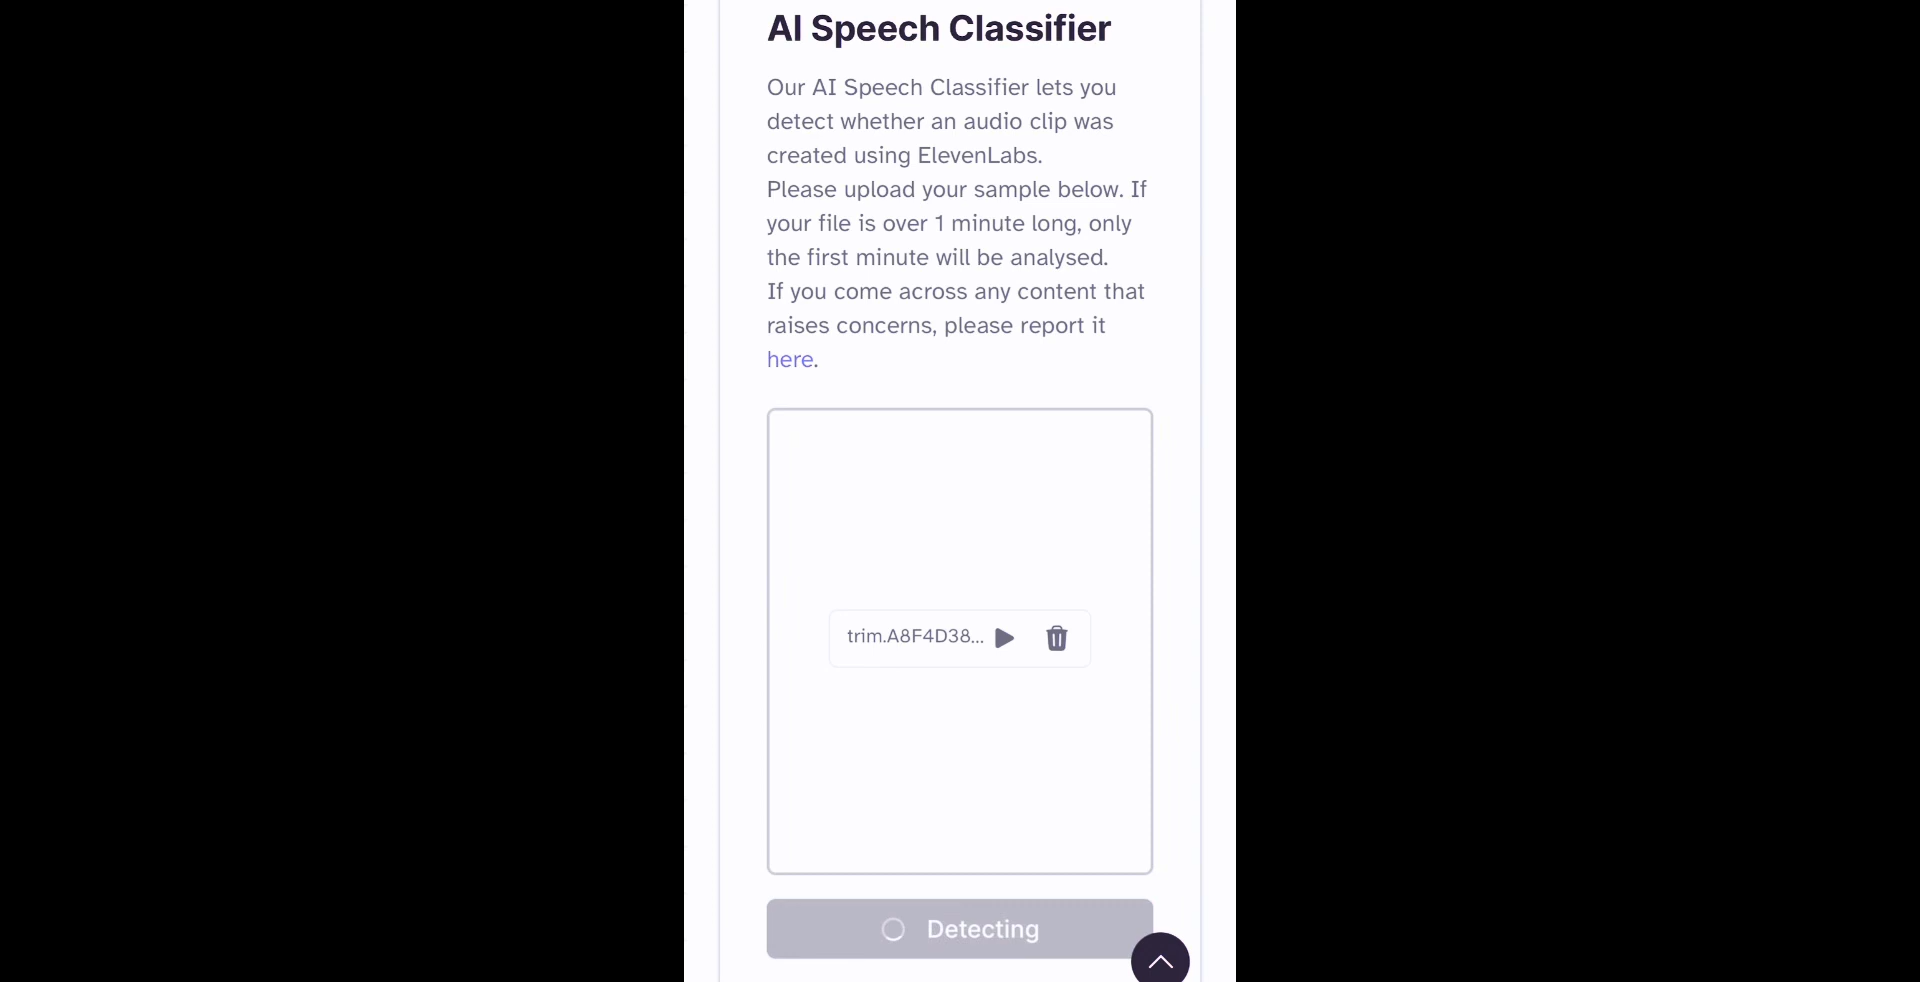 AI Speech Classifier
Our AI Speech Classifier lets you
detect whether an audio clip was
created using ElevenLabs.
Please upload your sample below. If
your file is over 1 minute long, only
the first minute will be analysed.
If you come across any content that
raises concerns, please report it
here.
trim.A8F4D38...
Detecting